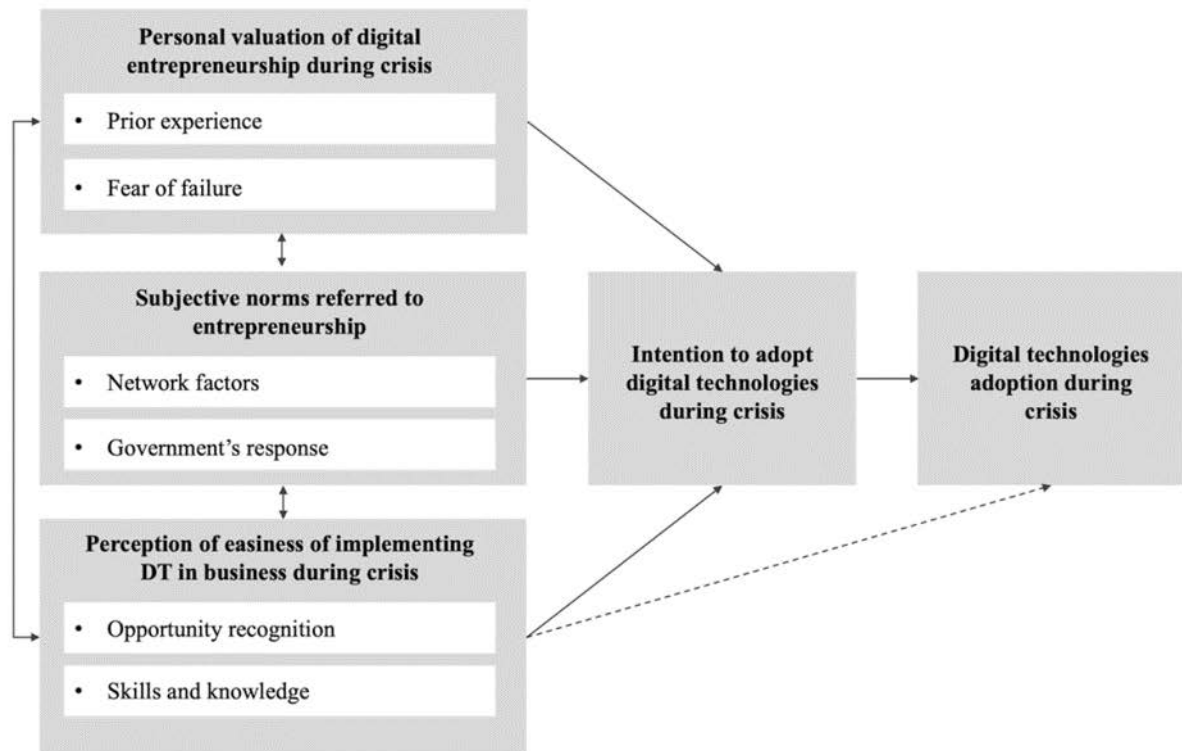 Personal valuation of digital
entrepreneurship during crisis
• Prior experience
• Fear of failure
Subjective norms referred to
entrepreneurship
• Network factors
• Government’s response
Perception of easiness of implementing
DT in business during crisis
• Opportunity recognition
• Skills and knowledge
Intention to adopt
digital technologies
during crisis
Digital technologies
adoption during
crisis